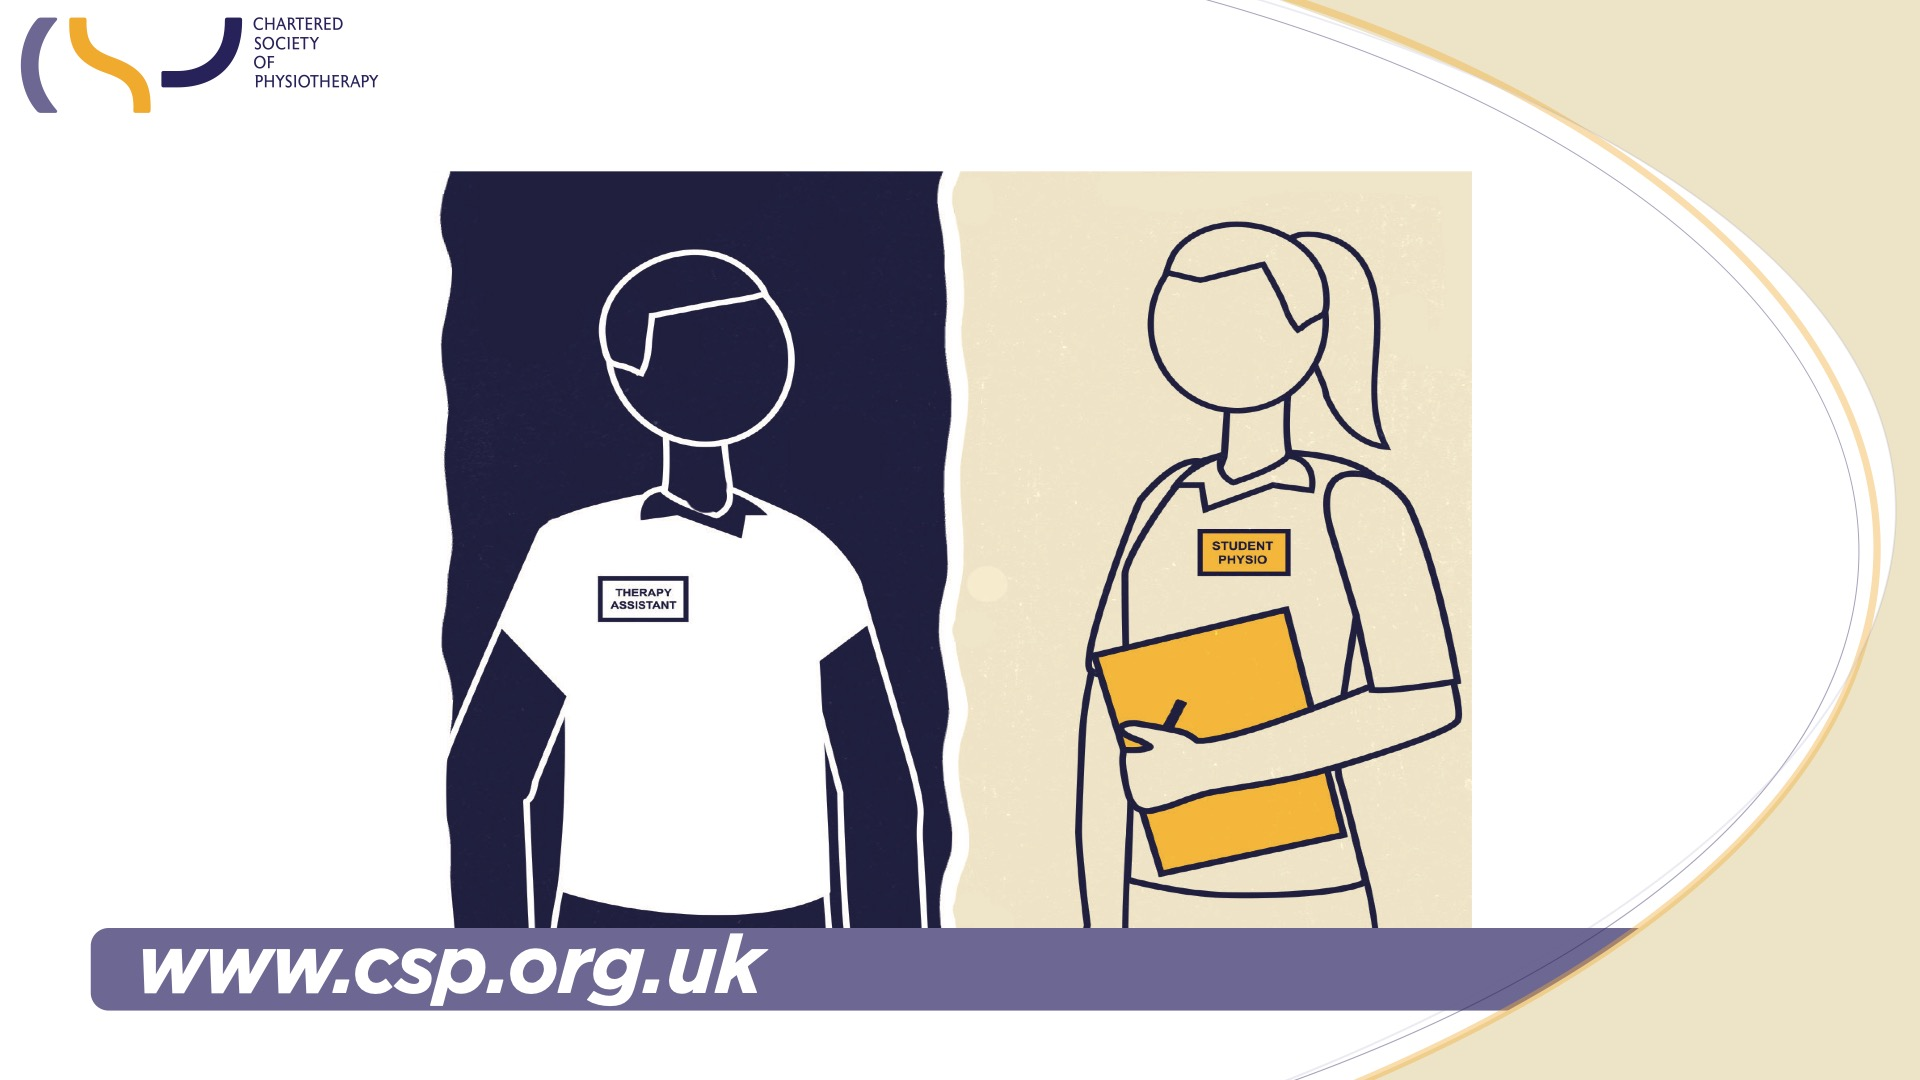 CHARTERED
SOCIETY
OF
PHYSIOTHERAPY
THERAPY
ASSISTANT
STUDENT
PHYSIO
www.csp.org.uk